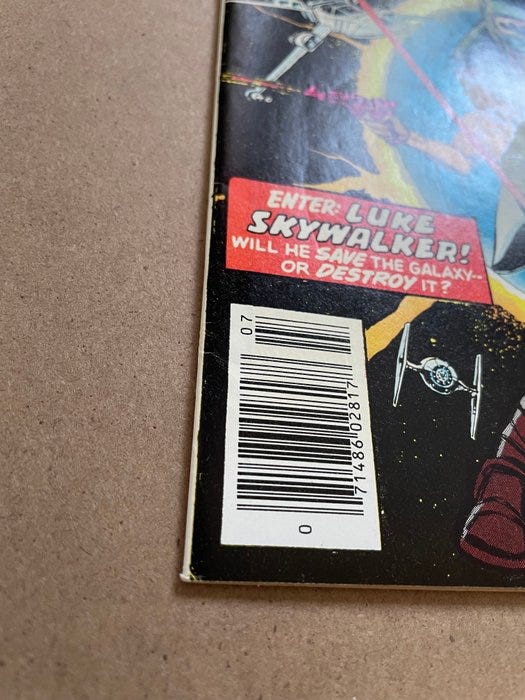 ENTER: LUKE
SKYWALKER!
WILL HE SAVE THE GALAXY--
OR DESTROY IT?
07
0
71486 02817